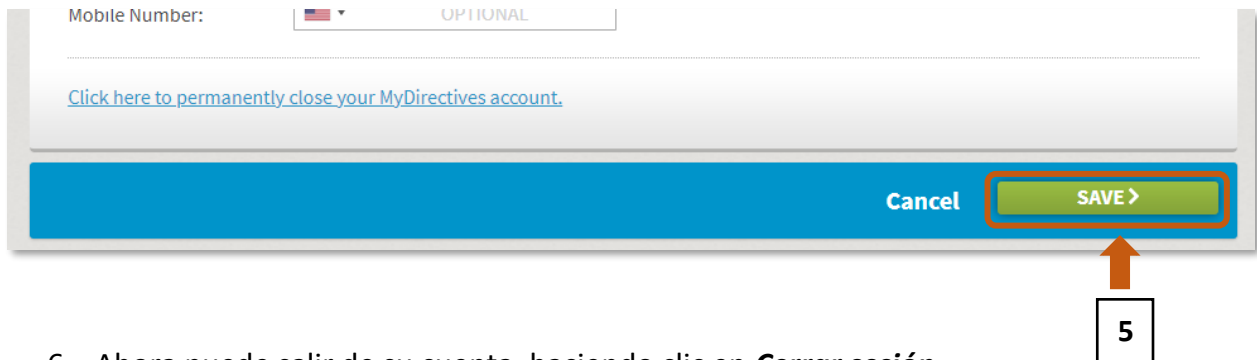 Mobile Number: OPTIONAL
Click here to permanently close your MyDirectives account.
Cancel SAVE
5
6. Ahora puede salir de su cuenta, haciendo clic en Cerrar sesión